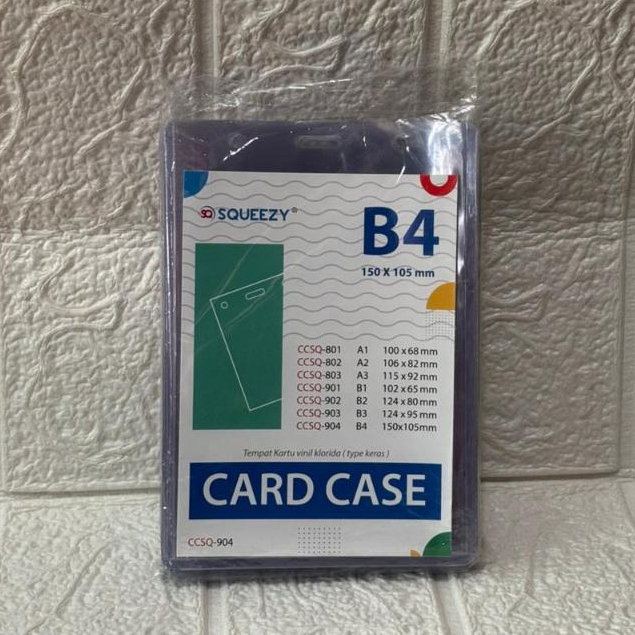 SQUEEZY®
B4
150 X 105 mm
CCSQ-801 A1 100 x 68 mm
CCSQ-802 A2 106 x 82 mm
CCSQ-803 A3 115 x 92 mm
CCSQ-901 B1 102 x 65 mm
CCSQ-902 B2 124 x 80 mm
CCSQ-903 B3 124 x 95 mm
CCSQ-904 B4 150x105mm
Tempat Kartu vinil klorida ( type keras )
CARD CASE
CCSQ-904